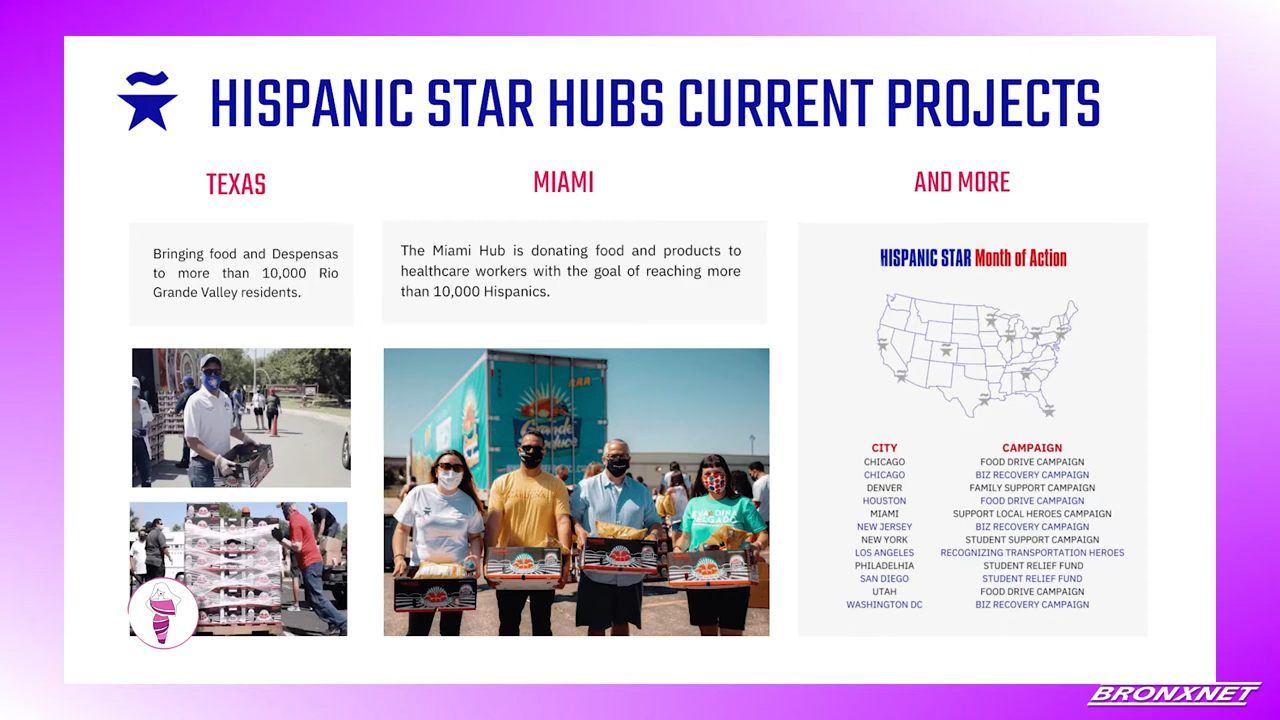 HISPANIC STAR HUBS CURRENT PROJECTS
TEXAS
Bringing food and Despensas
to more than 10,000 Rio
Grande Valley residents.
MIAMI
The Miami Hub is donating food and products to
healthcare workers with the goal of reaching more
than 10,000 Hispanics.
Grande
Produce
AND MORE
HISPANIC STAR Month of Action
CITY CAMPAIGN
CHICAGO FOOD DRIVE CAMPAIGN
CHICAGO BIZ RECOVERY CAMPAIGN
DENVER FAMILY SUPPORT CAMPAIGN
HOUSTON FOOD DRIVE CAMPAIGN
MIAMI SUPPORT LOCAL HEROES CAMPAIGN
NEW JERSEY BIZ RECOVERY CAMPAIGN
NEW YORK STUDENT SUPPORT CAMPAIGN
LOS ANGELES RECOGNIZING TRANSPORTATION HEROES
PHILADELHIA STUDENT RELIEF FUND
SAN DIEGO STUDENT RELIEF FUND
UTAH FOOD DRIVE CAMPAIGN
WASHINGTON DC BIZ RECOVERY CAMPAIGN
BRONXNET